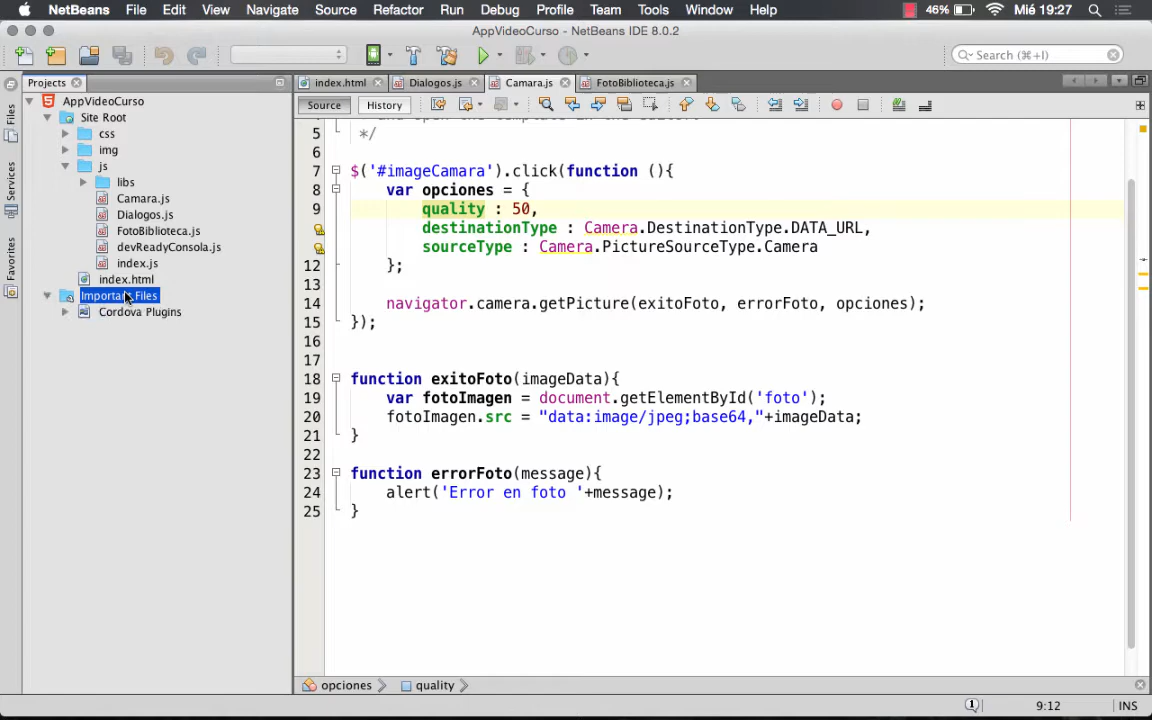 NetBeans File Edit View Navigate Source Refactor Run Debug Profile Team Tools Window Help 46% Mié 19:27
AppVideoCurso - NetBeans IDE 8.0.2
Search (⌘+I)
Projects
index.html Dialogos.js Camara.js FotoBiblioteca.js
Source History
Files
Services
Favorites
AppVideoCurso
Site Root
css
img
js
libs
Camara.js
Dialogos.js
FotoBiblioteca.js
devReadyConsola.js
index.js
index.html
Important Files
Cordova Plugins
5 */
6
7 $('#imageCamara').click(function (){
8 var opciones = {
9 quality : 50,
destinationType : Camera.DestinationType.DATA_URL,
sourceType : Camera.PictureSourceType.Camera
12 };
13
14 navigator.camera.getPicture(exitoFoto, errorFoto, opciones);
15 });
16
17
18 function exitoFoto(imageData){
19 var fotoImagen = document.getElementById('foto');
20 fotoImagen.src = "data:image/jpeg;base64,"+imageData;
21 }
22
23 function errorFoto(message){
24 alert('Error en foto '+message);
25 }
opciones quality
1 9:12 INS